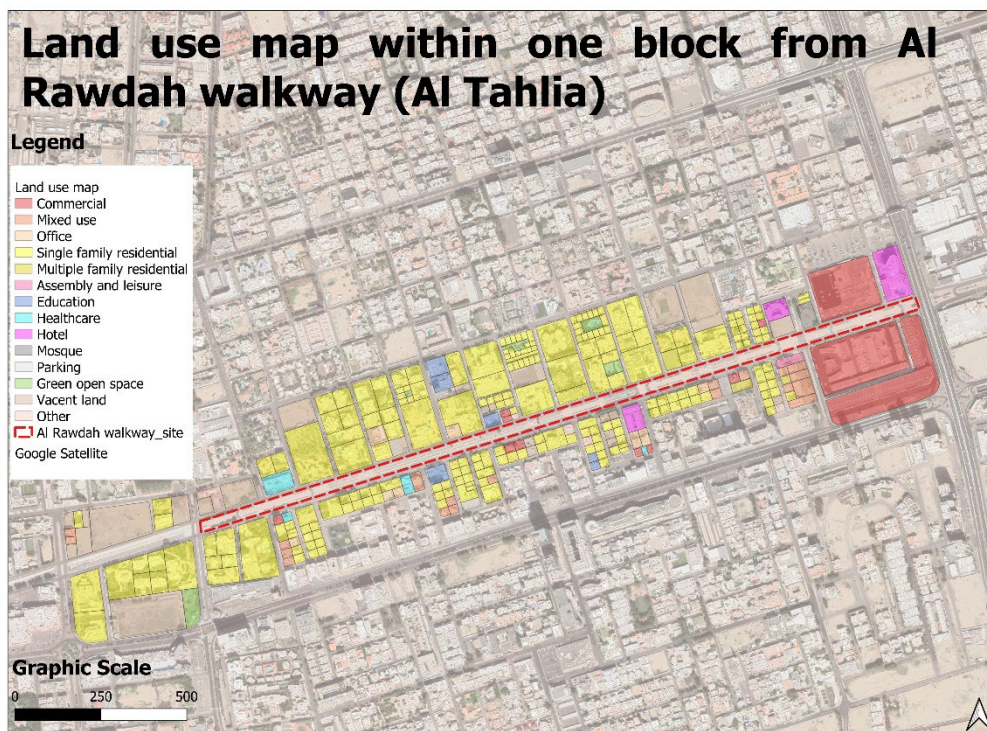 Land use map within one block from Al
Rawdah walkway (Al Tahlia)
Legend
Land use map
Commercial
Mixed use
Office
Single family residential
Multiple family residential
Assembly and leisure
Education
Healthcare
Hotel
Mosque
Parking
Green open space
Vacent land
Other
Al Rawdah walkway_site
Google Satellite
Graphic Scale
0 250 500